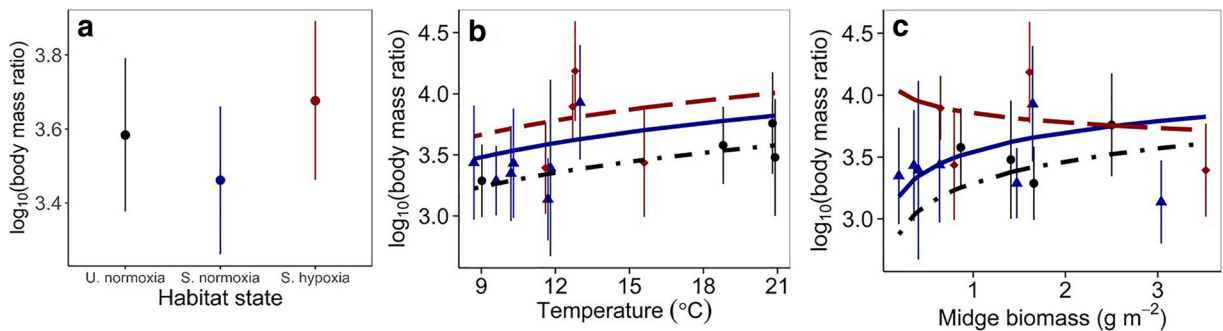 a
log10(body mass ratio)
3.8
3.6
3.4
U. normoxia S. normoxia S. hypoxia
Habitat state
b
log10(body mass ratio)
4.5
4.0
3.5
3.0
9 12 15 18 21
Temperature (°C)
c
log10(body mass ratio)
4.5
4.0
3.5
3.0
1 2 3
Midge biomass (g m−2)